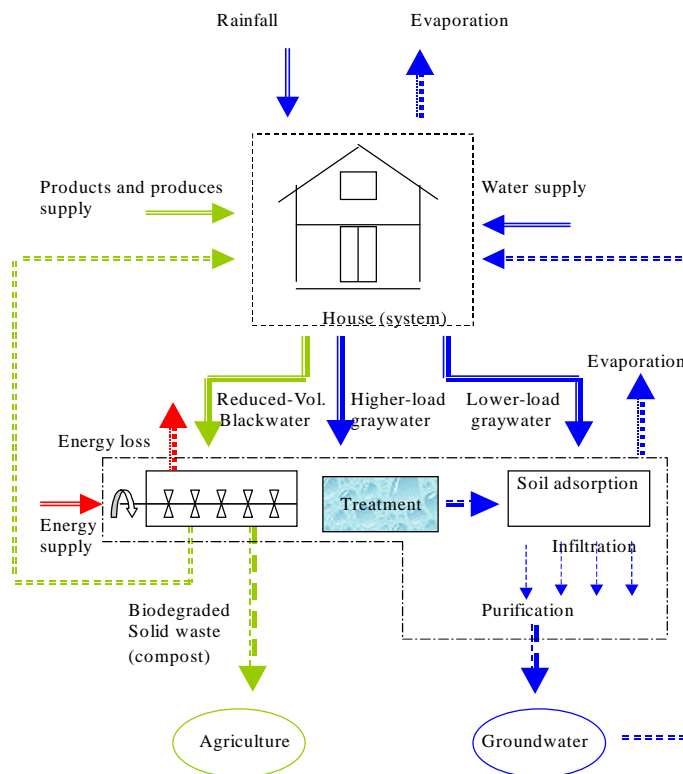 Rainfall
Evaporation
Products and produces
supply
Water supply
House (system)
Evaporation
Reduced-Vol.
Blackwater
Higher-load
graywater
Lower-load
graywater
Energy loss
Soil adsorption
Treatment
Energy
supply
Infiltration
Biodegraded
Solid waste
(compost)
Purification
Agriculture
Groundwater